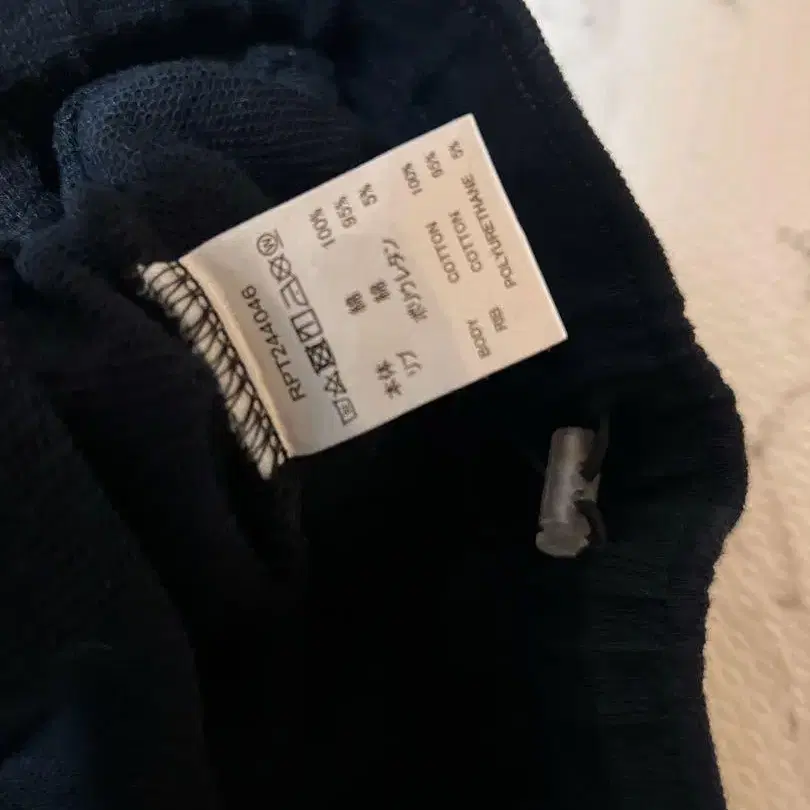 RPT244046
W
本体 綿 100%
リブ 綿 95%
ポリウレタン 5%
BODY COTTON 100%
RIB COTTON 95%
POLYURETHANE 5%